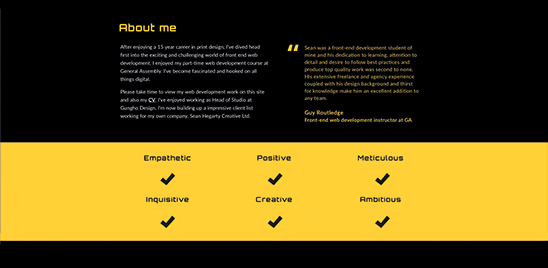 About me
After enjoying a 15 year career in print design, I've dived head
first into the exciting and challenging world of front end web
development. I enjoyed my part-time web development course at
General Assembly. I've become fascinated and hooked on all
things digital.
Please take time to view my web development work on this site
and also my CV. I've enjoyed working as Head of Studio at
Gungho Design. I'm now building up a impressive client list
working for my own company, Sean Hegarty Creative Ltd.
" Sean was a front-end development student of
mine and his dedication to learning, attention to
detail and desire to follow best practices and
produce top quality work was second to none.
His extensive freelance and agency experience
coupled with his design background and thirst
for knowledge make him an excellent addition to
any team.
Guy Routledge
Front-end web development instructor at GA
Empathetic Positive Meticulous
Inquisitive Creative Ambitious